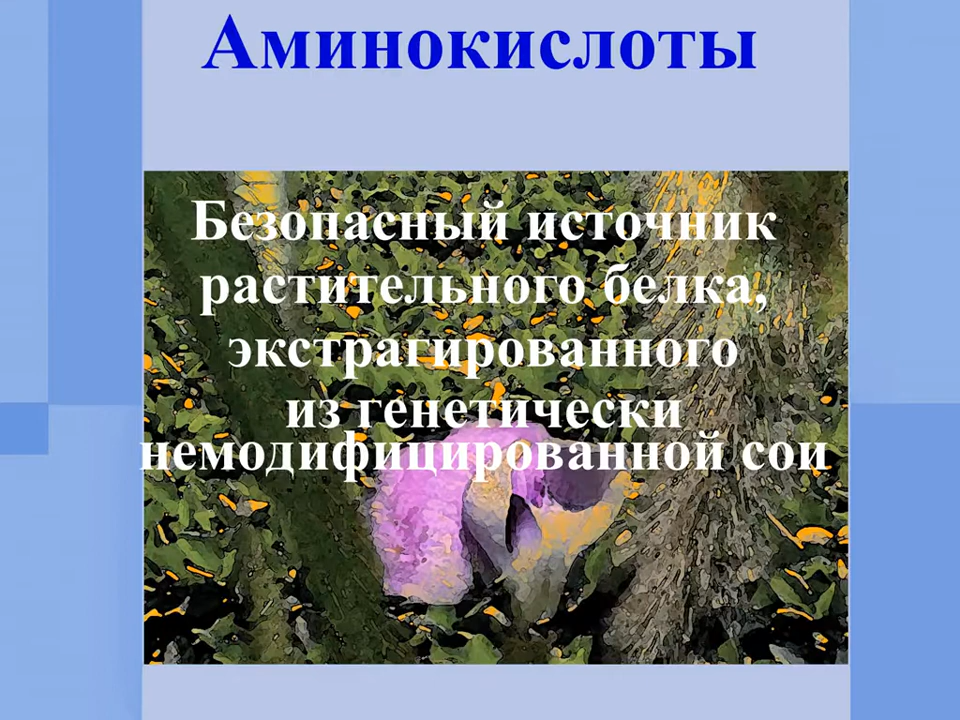 Аминокислоты
Безопасный источник
растительного белка,
экстрагированного
из генетически
немодифицированной сои